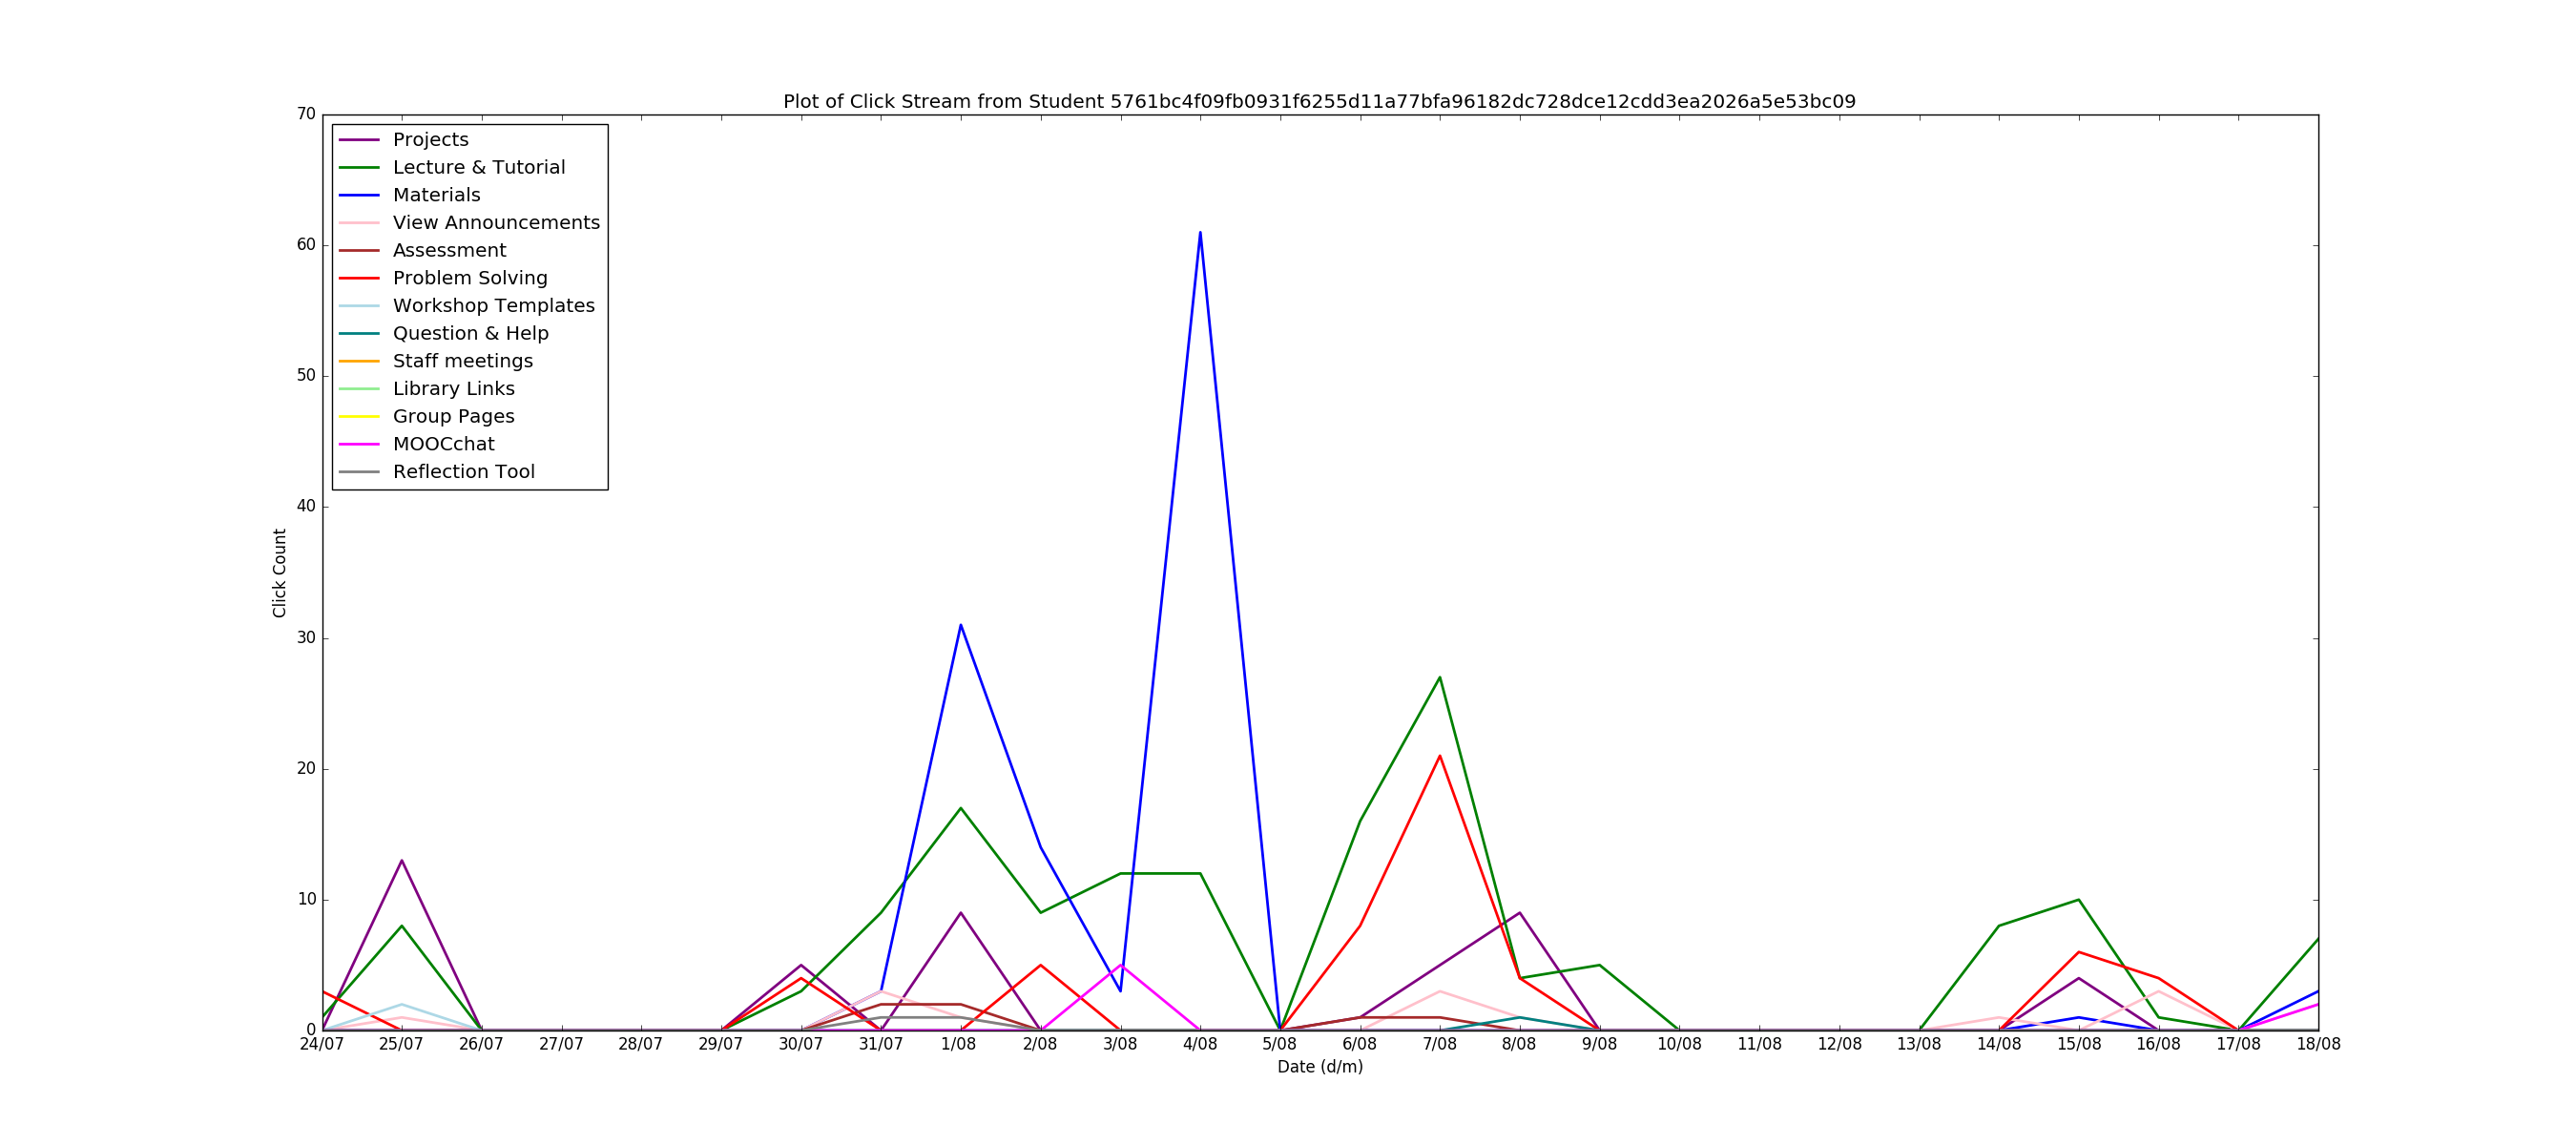 Plot of Click Stream from Student 5761bc4f09fb0931f6255d11a77bfa96182dc728dce12cdd3ea2026a5e53bc09
70
60
50
40
30
20
10
0
Click Count
Projects
Lecture & Tutorial
Materials
View Announcements
Assessment
Problem Solving
Workshop Templates
Question & Help
Staff meetings
Library Links
Group Pages
MOOCchat
Reflection Tool
24/07 25/07 26/07 27/07 28/07 29/07 30/07 31/07 1/08 2/08 3/08 4/08 5/08 6/08 7/08 8/08 9/08 10/08 11/08 12/08 13/08 14/08 15/08 16/08 17/08 18/08
Date (d/m)